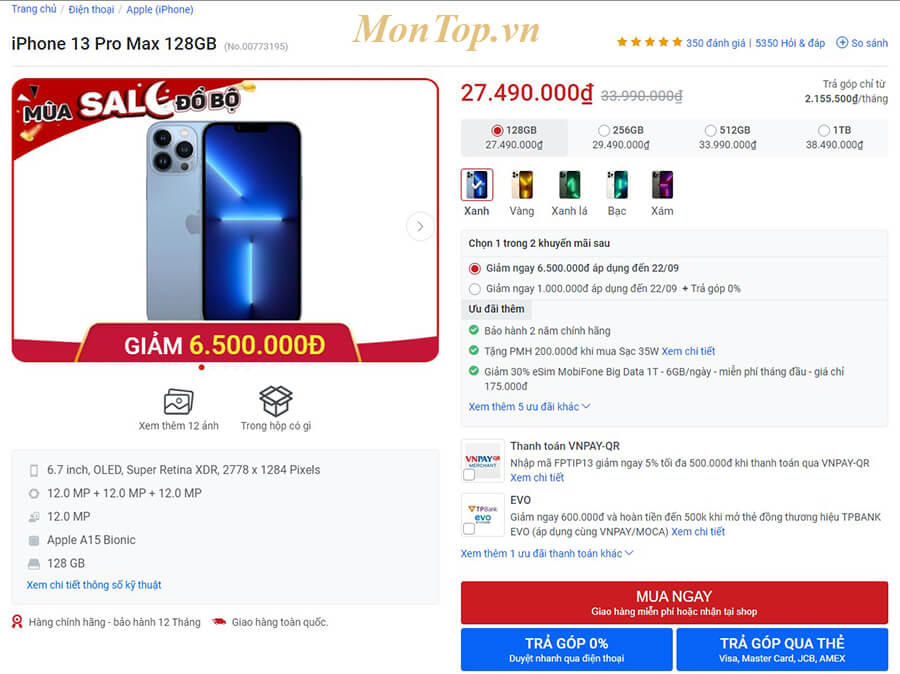 Trang chủ / Điện thoại / Apple (iPhone)
MonTop.vn
iPhone 13 Pro Max 128GB (No.00773195)
350 đánh giá | 5350 Hỏi & đáp
So sánh
MÙA SALE ĐỔ BỘ
GIẢM 6.500.000Đ
Xem thêm 12 ảnh
Trong hộp có gì
6.7 inch, OLED, Super Retina XDR, 2778 x 1284 Pixels
12.0 MP + 12.0 MP + 12.0 MP
12.0 MP
Apple A15 Bionic
128 GB
Xem chi tiết thông số kỹ thuật
Hàng chính hãng - bảo hành 12 Tháng
Giao hàng toàn quốc.
27.490.000₫ 33.990.000₫
Trả góp chỉ từ
2.155.500₫/tháng
128GB
27.490.000₫
256GB
29.490.000₫
512GB
33.990.000₫
1TB
38.490.000₫
Xanh
Vàng
Xanh lá
Bạc
Xám
Chọn 1 trong 2 khuyến mãi sau
Giảm ngay 6.500.000đ áp dụng đến 22/09
Giảm ngay 1.000.000đ áp dụng đến 22/09 + Trả góp 0%
Ưu đãi thêm
Bảo hành 2 năm chính hãng
Tặng PMH 200.000đ khi mua Sạc 35W Xem chi tiết
Giảm 30% eSim MobiFone Big Data 1T - 6GB/ngày - miễn phí tháng đầu - giá chỉ
175.000đ
Xem thêm 5 ưu đãi khác
VNPAY QR
MERCHANT
Thanh toán VNPAY-QR
Nhập mã FPTIP13 giảm ngay 5% tối đa 500.000đ khi thanh toán qua VNPAY-QR
Xem chi tiết
TPBank
evo
EVO
Giảm ngay 600.000đ và hoàn tiền đến 500k khi mở thẻ đồng thương hiệu TPBANK
EVO (áp dụng cùng VNPAY/MOCA) Xem chi tiết
Xem thêm 1 ưu đãi thanh toán khác
MUA NGAY
Giao hàng miễn phí hoặc nhận tại shop
TRẢ GÓP 0%
Duyệt nhanh qua điện thoại
TRẢ GÓP QUA THẺ
Visa, Master Card, JCB, AMEX